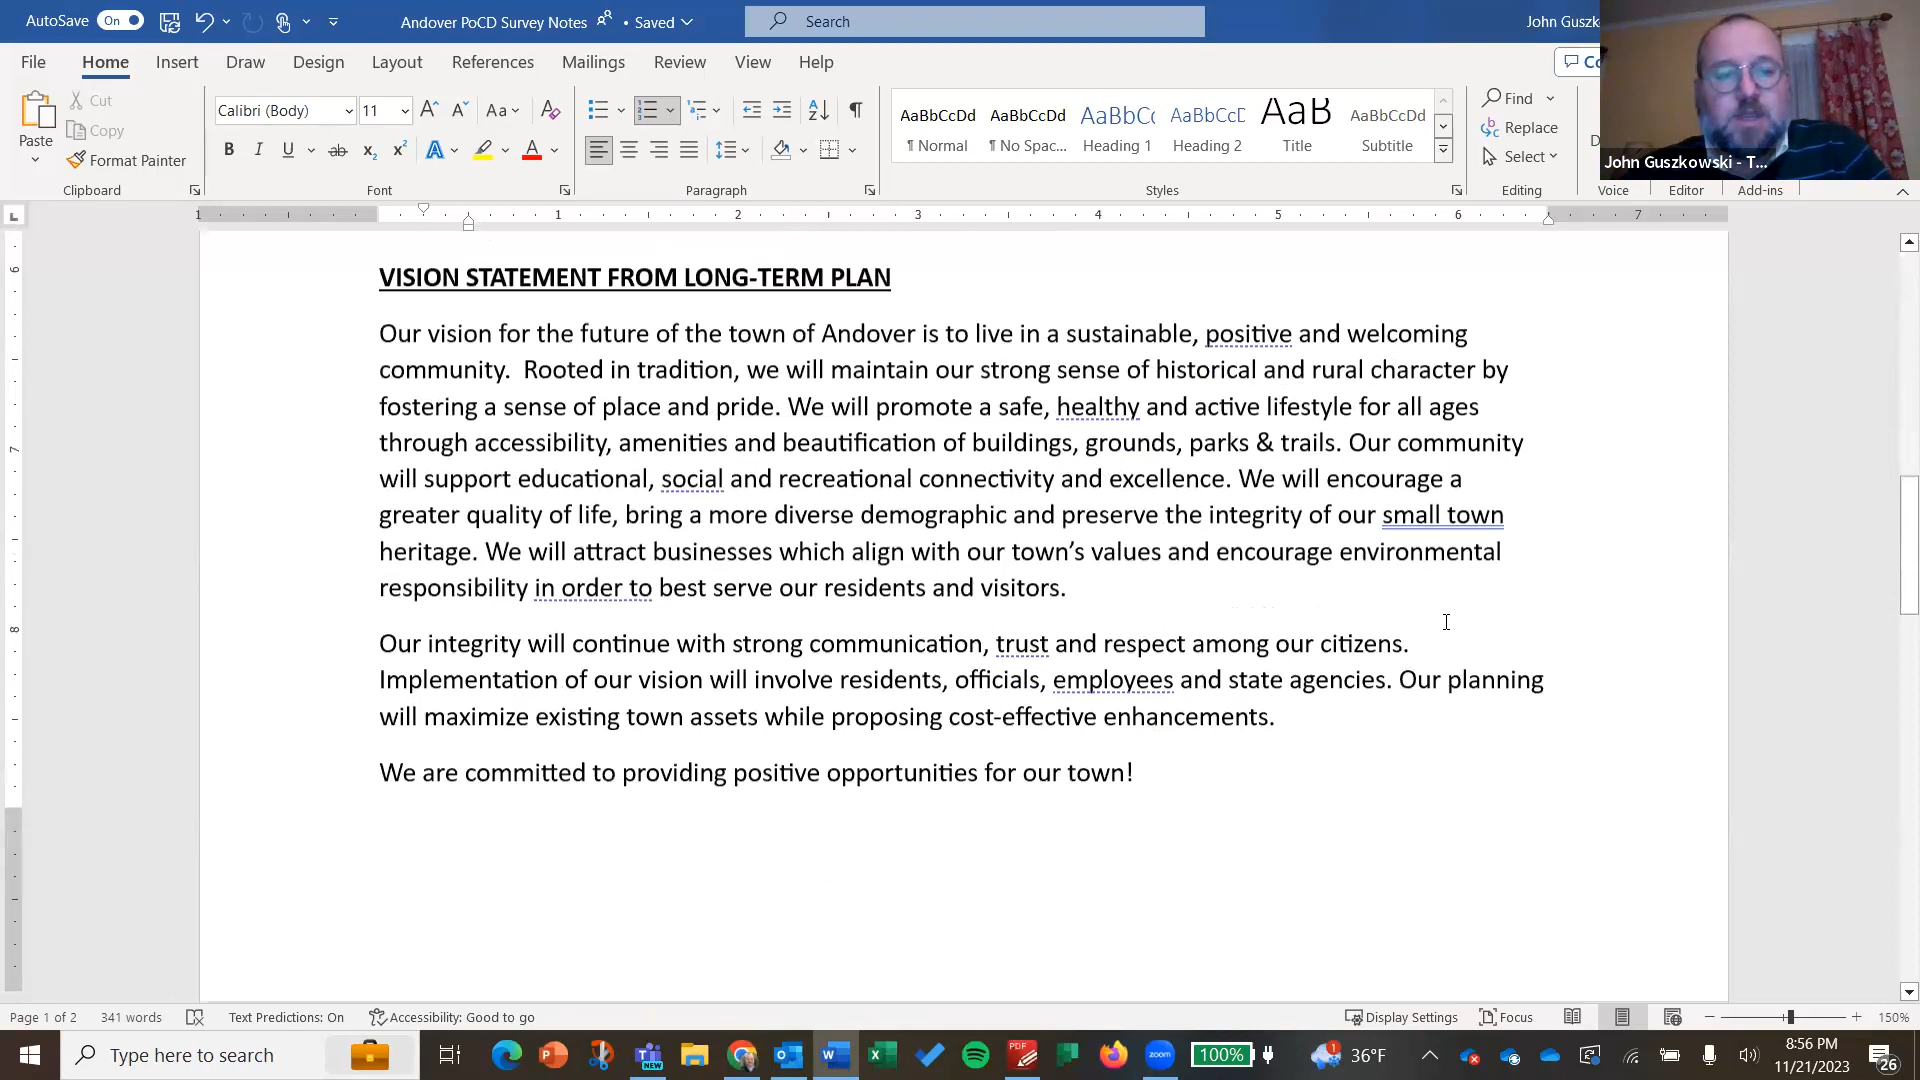 AutoSave On Andover PoCD Survey Notes • Saved Search John Guszk
File Home Insert Draw Design Layout References Mailings Review View Help
Cut
Copy
Paste Format Painter
Calibri (Body) 11
AaBbCcDd AaBbCcDd AaBbC AaBbCcD AaB AaBbCcDd
¶ Normal ¶ No Spac... Heading 1 Heading 2 Title Subtitle
Find
Replace
Select
John Guszkowski - T...
Clipboard Font Paragraph Styles Editing Voice Editor Add-ins
1 1 2 3 4 5 6 7
VISION STATEMENT FROM LONG-TERM PLAN
Our vision for the future of the town of Andover is to live in a sustainable, positive and welcoming
community. Rooted in tradition, we will maintain our strong sense of historical and rural character by
fostering a sense of place and pride. We will promote a safe, healthy and active lifestyle for all ages
through accessibility, amenities and beautification of buildings, grounds, parks & trails. Our community
will support educational, social and recreational connectivity and excellence. We will encourage a
greater quality of life, bring a more diverse demographic and preserve the integrity of our small town
heritage. We will attract businesses which align with our town’s values and encourage environmental
responsibility in order to best serve our residents and visitors.
Our integrity will continue with strong communication, trust and respect among our citizens.
Implementation of our vision will involve residents, officials, employees and state agencies. Our planning
will maximize existing town assets while proposing cost-effective enhancements.
We are committed to providing positive opportunities for our town!
Page 1 of 2 341 words Text Predictions: On Accessibility: Good to go Display Settings Focus 150%
Type here to search 100% 36°F 8:56 PM
11/21/2023 26